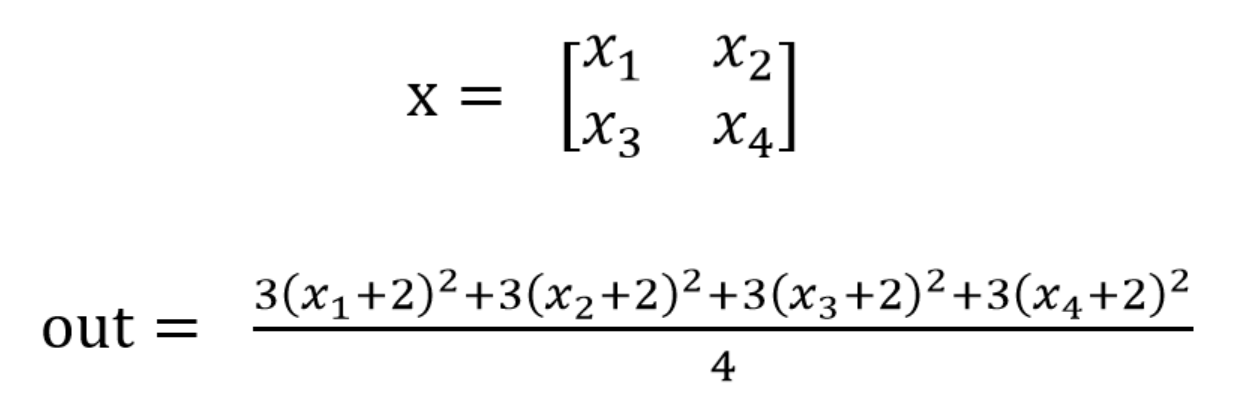 x = [x₁ x₂
x₃ x₄]
out = 3(x₁+2)²+3(x₂+2)²+3(x₃+2)²+3(x₄+2)²
4